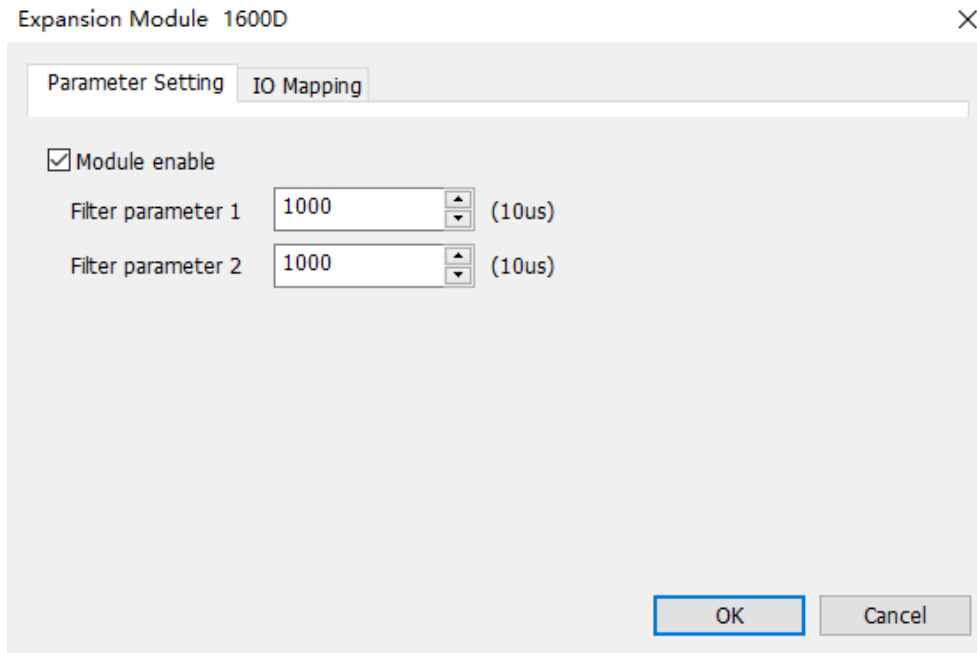 Expansion Module 1600D
Parameter Setting IO Mapping
Module enable
Filter parameter 1 1000 (10us)
Filter parameter 2 1000 (10us)
OK Cancel